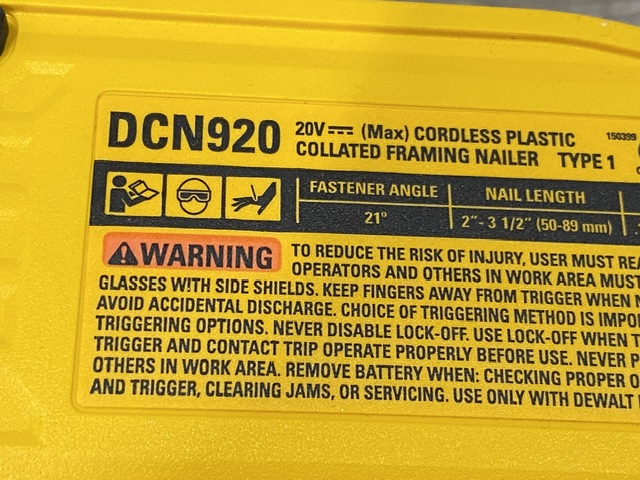 DCN920 20V (Max) CORDLESS PLASTIC 150399
COLLATED FRAMING NAILER TYPE 1
FASTENER ANGLE NAIL LENGTH
21° 2"- 3 1/2" (50-89 mm)
WARNING TO REDUCE THE RISK OF INJURY, USER MUST REA
OPERATORS AND OTHERS IN WORK AREA MUST
GLASSES WITH SIDE SHIELDS. KEEP FINGERS AWAY FROM TRIGGER WHEN N
AVOID ACCIDENTAL DISCHARGE. CHOICE OF TRIGGERING METHOD IS IMPO
TRIGGERING OPTIONS. NEVER DISABLE LOCK-OFF. USE LOCK-OFF WHEN T
TRIGGER AND CONTACT TRIP OPERATE PROPERLY BEFORE USE. NEVER P
OTHERS IN WORK AREA. REMOVE BATTERY WHEN: CHECKING PROPER O
AND TRIGGER, CLEARING JAMS, OR SERVICING. USE ONLY WITH DEWALT